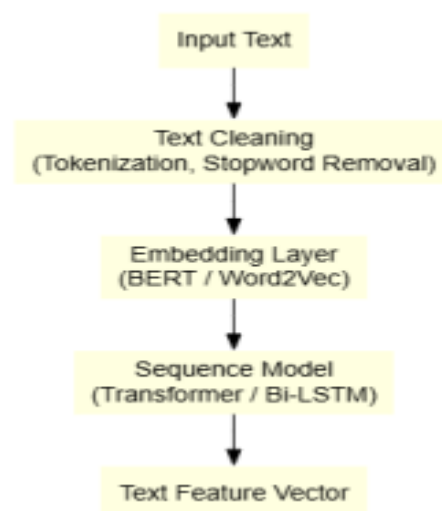 Input Text
Text Cleaning
(Tokenization, Stopword Removal)
Embedding Layer
(BERT / Word2Vec)
Sequence Model
(Transformer / Bi-LSTM)
Text Feature Vector